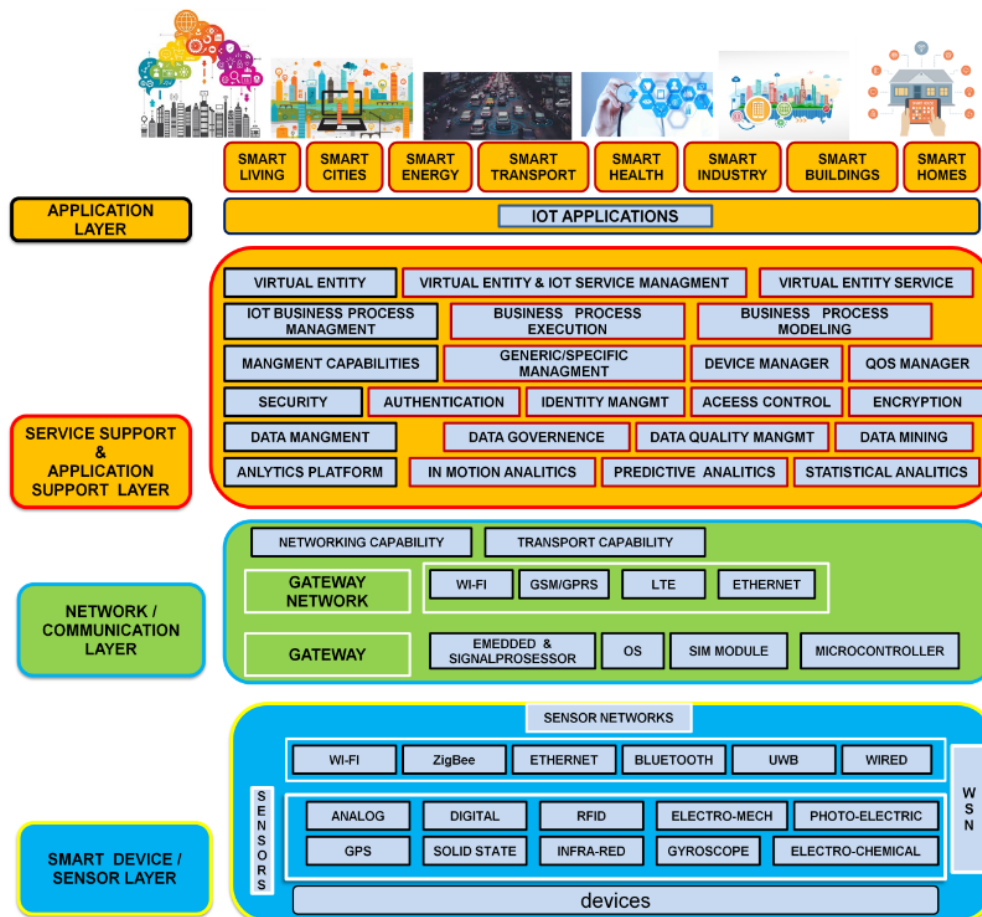 SMART LIVING
SMART CITIES
SMART ENERGY
SMART TRANSPORT
SMART HEALTH
SMART INDUSTRY
SMART BUILDINGS
SMART HOMES
APPLICATION LAYER
IOT APPLICATIONS
VIRTUAL ENTITY
VIRTUAL ENTITY & IOT SERVICE MANAGMENT
VIRTUAL ENTITY SERVICE
IOT BUSINESS PROCESS MANAGMENT
BUSINESS PROCESS EXECUTION
BUSINESS PROCESS MODELING
MANGMENT CAPABILITIES
GENERIC/SPECIFIC MANAGMENT
DEVICE MANAGER
QOS MANAGER
SECURITY
AUTHENTICATION
IDENTITY MANGMT
ACEESS CONTROL
ENCRYPTION
SERVICE SUPPORT
&
APPLICATION
SUPPORT LAYER
DATA MANGMENT
DATA GOVERNENCE
DATA QUALITY MANGMT
DATA MINING
ANLYTICS PLATFORM
IN MOTION ANALITICS
PREDICTIVE ANALITICS
STATISTICAL ANALITICS
NETWORKING CAPABILITY
TRANSPORT CAPABILITY
GATEWAY NETWORK
WI-FI
GSM/GPRS
LTE
ETHERNET
NETWORK /
COMMUNICATION
LAYER
GATEWAY
EMEDDED &
SIGNALPROSESSOR
OS
SIM MODULE
MICROCONTROLLER
SENSOR NETWORKS
WI-FI
ZigBee
ETHERNET
BLUETOOTH
UWB
WIRED
WSN
SENSORS
ANALOG
DIGITAL
RFID
ELECTRO-MECH
PHOTO-ELECTRIC
GPS
SOLID STATE
INFRA-RED
GYROSCOPE
ELECTRO-CHEMICAL
SMART DEVICE /
SENSOR LAYER
devices